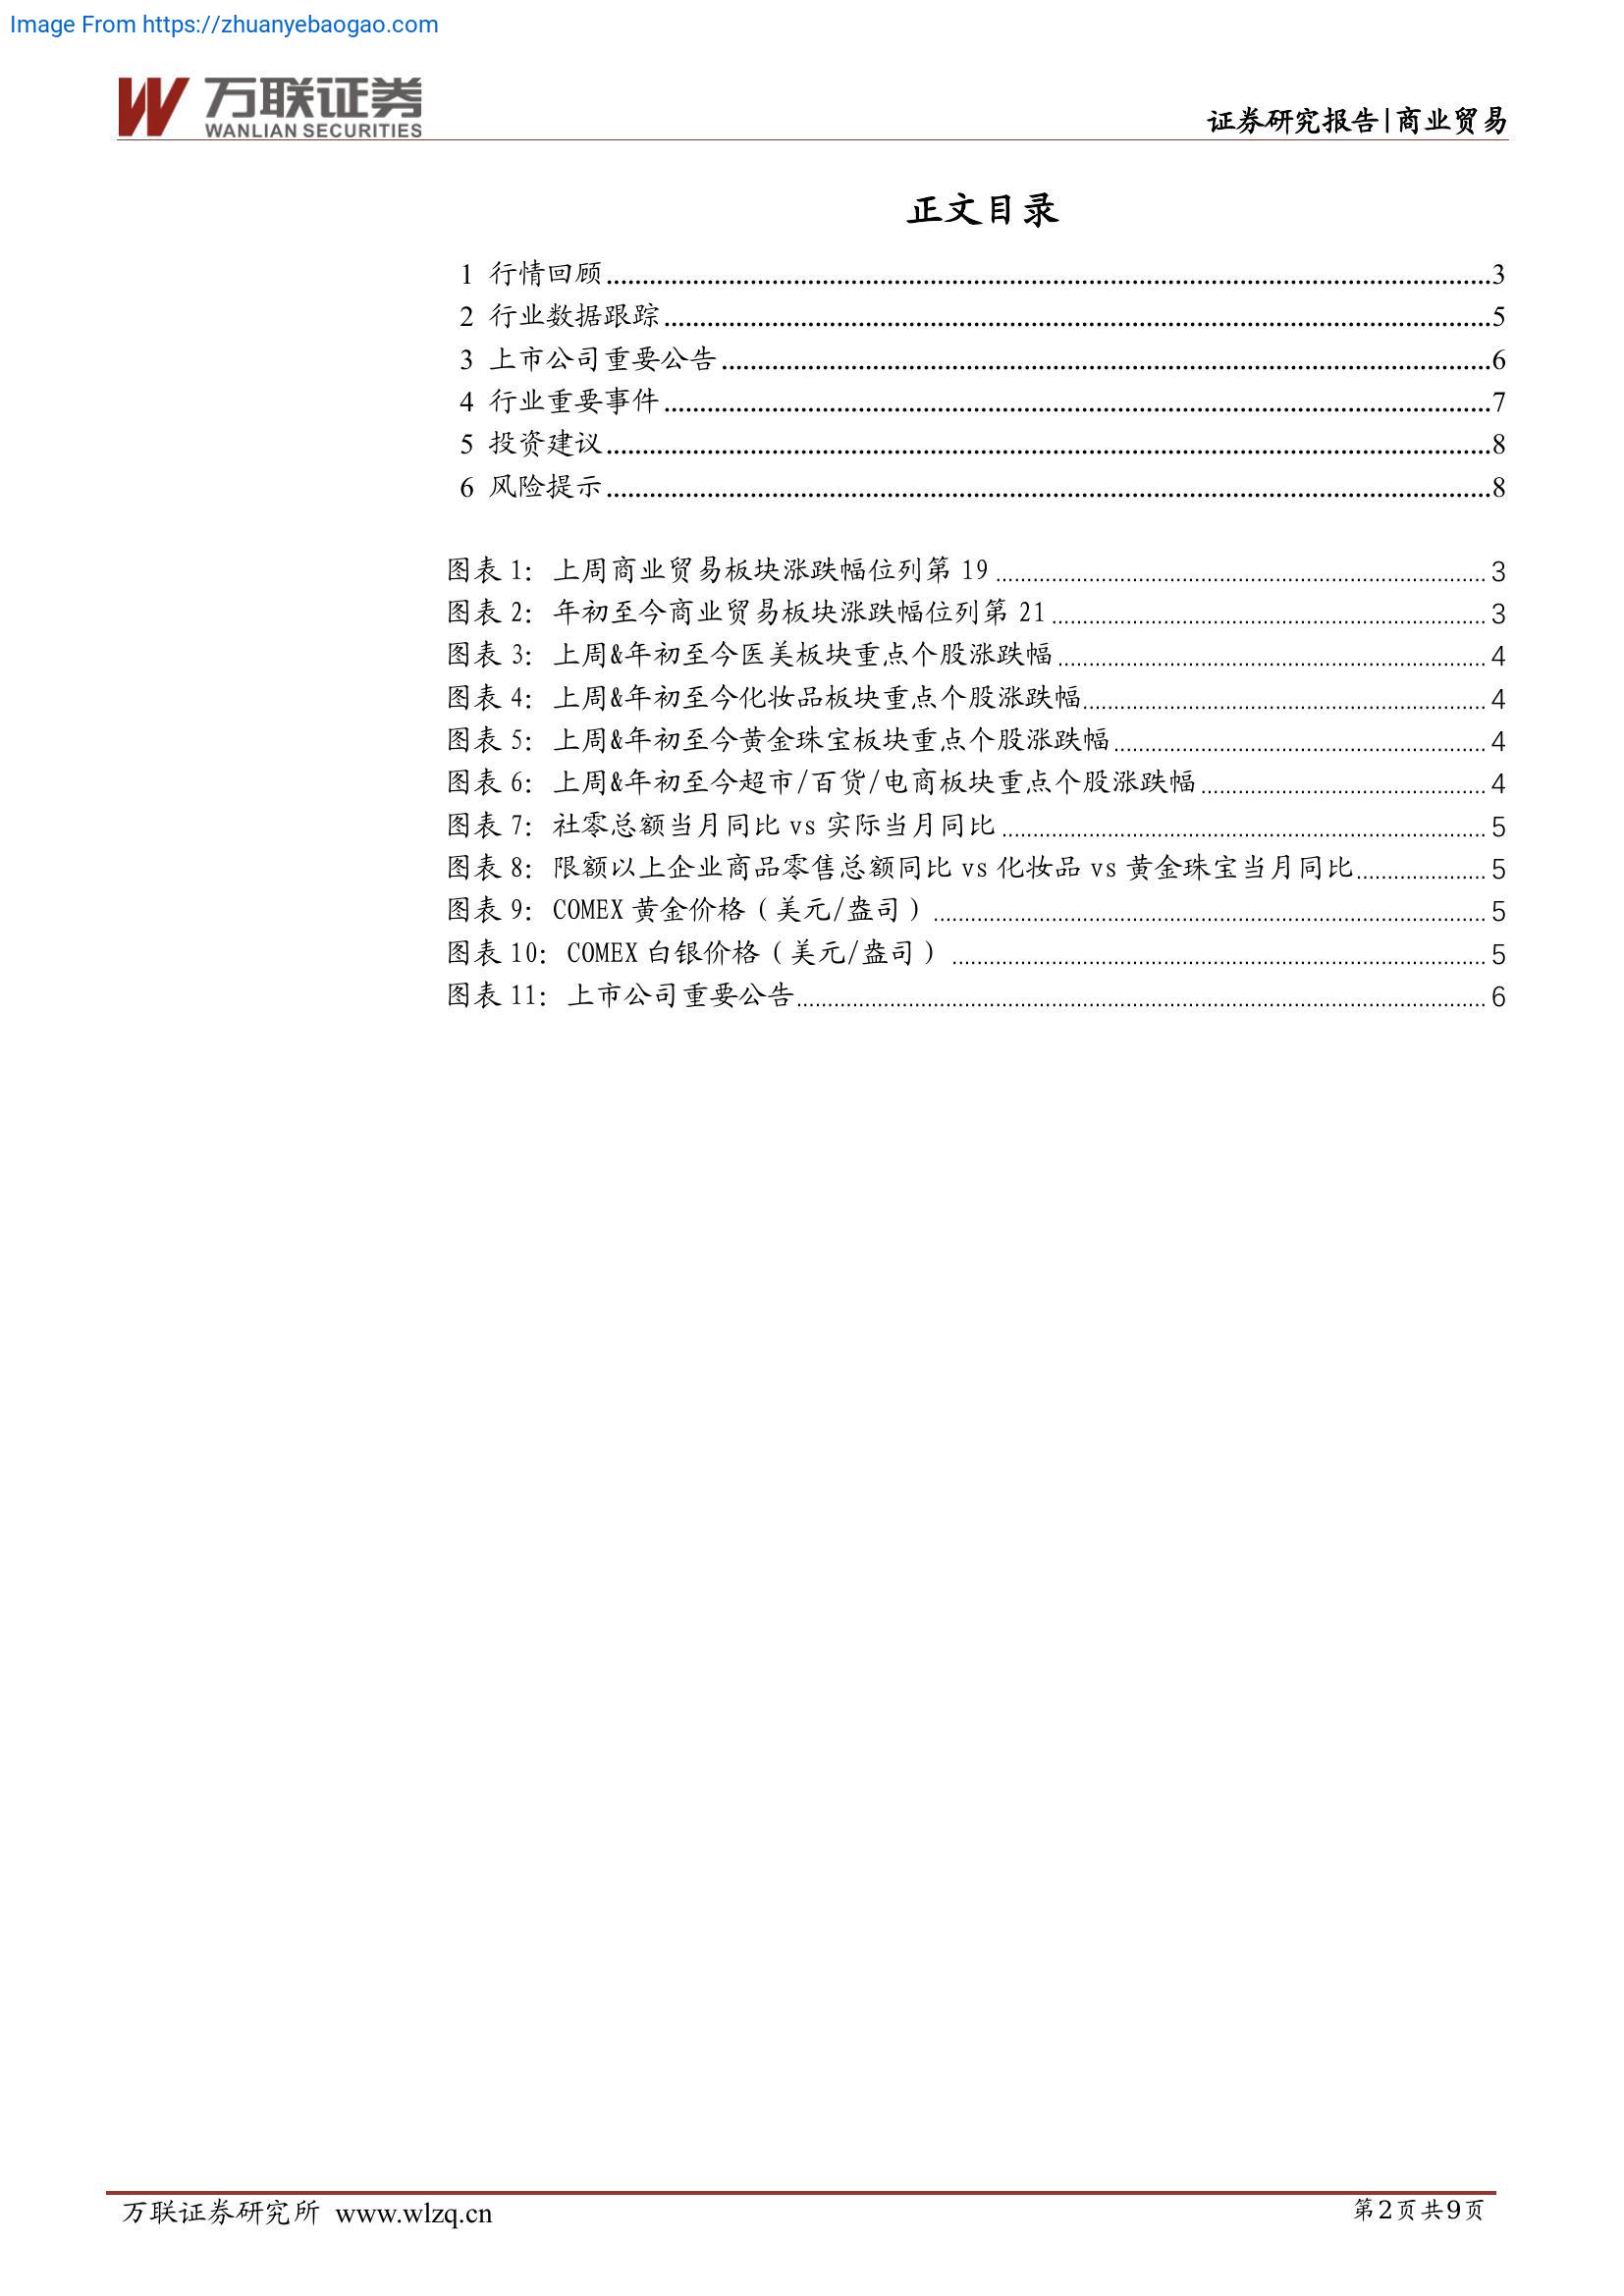 Image From https://zhuanyebaogao.com
万联证券
WANLIAN SECURITIES
证券研究报告|商业贸易
正文目录
1 行情回顾........................3
2 行业数据跟踪........................5
3 上市公司重要公告........................6
4 行业重要事件........................7
5 投资建议........................8
6 风险提示........................8
图表 1: 上周商业贸易板块涨跌幅位列第 19........................3
图表 2: 年初至今商业贸易板块涨跌幅位列第 21........................3
图表 3: 上周&年初至今医美板块重点个股涨跌幅........................4
图表 4: 上周&年初至今化妆品板块重点个股涨跌幅........................4
图表 5: 上周&年初至今黄金珠宝板块重点个股涨跌幅........................4
图表 6: 上周&年初至今超市/百货/电商板块重点个股涨跌幅........................4
图表 7: 社零总额当月同比 vs 实际当月同比........................5
图表 8: 限额以上企业商品零售总额同比 vs 化妆品 vs 黄金珠宝当月同比........................5
图表 9: COMEX 黄金价格（美元/盎司）........................5
图表 10: COMEX 白银价格（美元/盎司）........................5
图表 11: 上市公司重要公告........................6
万联证券研究所 www.wlzq.cn
第2页共9页